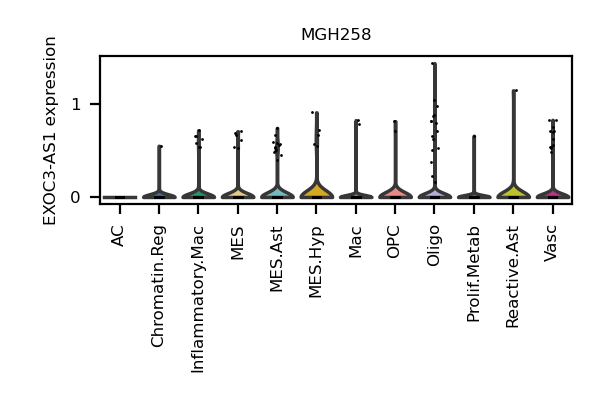 MGH258
EXOC3-AS1 expression
1
0
AC
Chromatin.Reg
Inflammatory.Mac
MES
MES.Ast
MES.Hyp
Mac
OPC
Oligo
Prolif.Metab
Reactive.Ast
Vasc